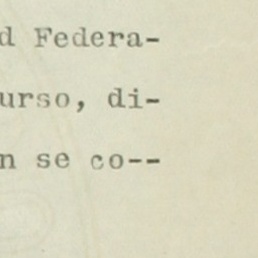 d Federa-
urso, di-
n se co--